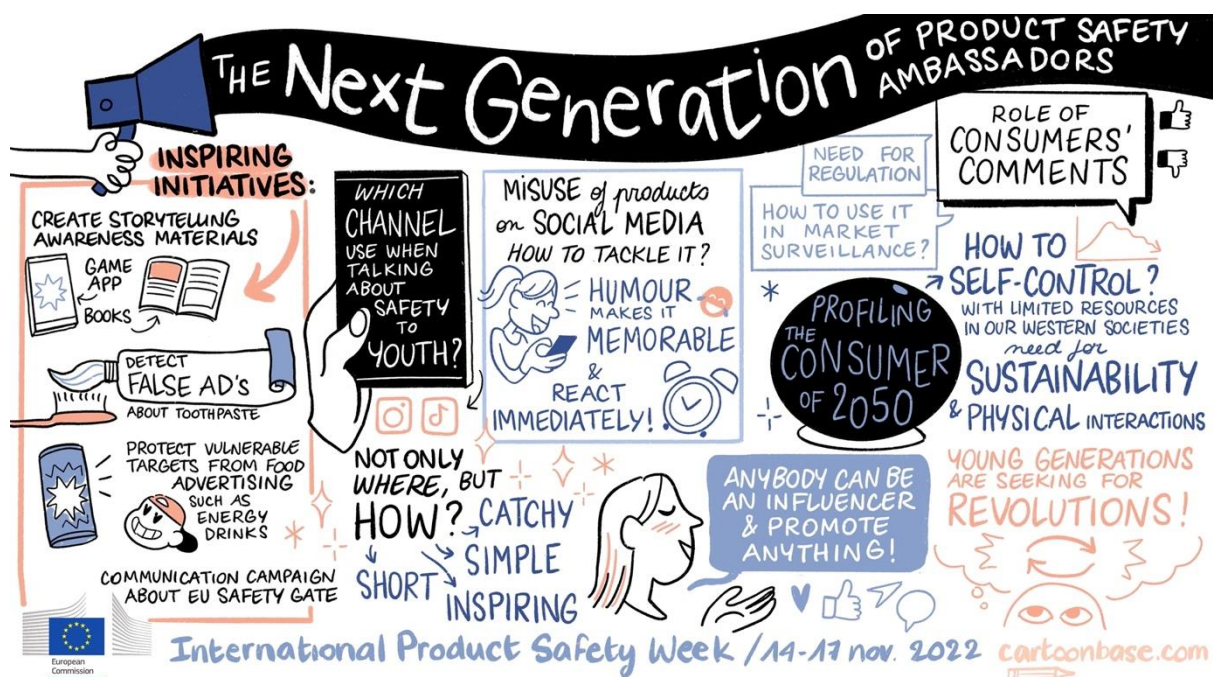 THE Next Generation OF PRODUCT SAFETY
AMBASSADORS
INSPIRING
INITIATIVES:
CREATE STORYTELLING
AWARENESS MATERIALS
GAME
APP
BOOKS
DETECT
FALSE AD's
ABOUT TOOTHPASTE
PROTECT VULNERABLE
TARGETS FROM FOOD
ADVERTISING
SUCH AS
ENERGY
DRINKS
COMMUNICATION CAMPAIGN
ABOUT EU SAFETY GATE
WHICH
CHANNEL
USE WHEN
TALKING
ABOUT
SAFETY
TO
YOUTH?
NOT ONLY
WHERE, BUT
HOW?
CATCHY
SIMPLE
SHORT
INSPIRING
MISUSE of products
on SOCIAL MEDIA
HOW TO TACKLE IT?
HUMOUR
MAKES IT
MEMORABLE
&
REACT
IMMEDIATELY!
ANYBODY CAN BE
AN INFLUENCER
& PROMOTE
ANYTHING!
NEED FOR
REGULATION
HOW TO USE IT
IN MARKET
SURVEILLANCE?
ROLE OF
CONSUMERS'
COMMENTS
PROFILING
THE
CONSUMER
OF 2050
HOW TO
SELF-CONTROL?
WITH LIMITED RESOURCES
IN OUR WESTERN SOCIETIES
need for
SUSTAINABILITY
& PHYSICAL INTERACTIONS
YOUNG GENERATIONS
ARE SEEKING FOR
REVOLUTIONS!
European
Commission
International Product Safety Week / 14-17 nov. 2022
cartoonbase.com